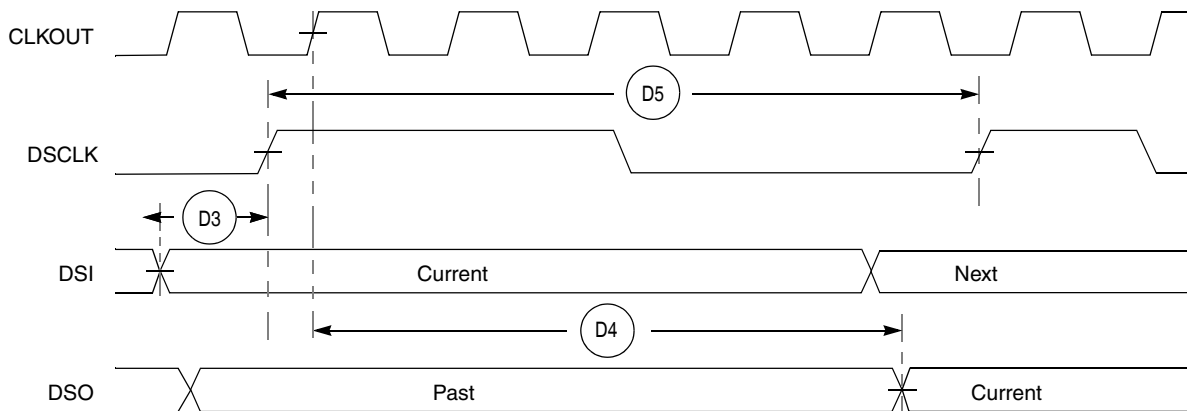 CLKOUT
D5
DSCLK
D3
DSI
Current
Next
D4
DSO
Past
Current